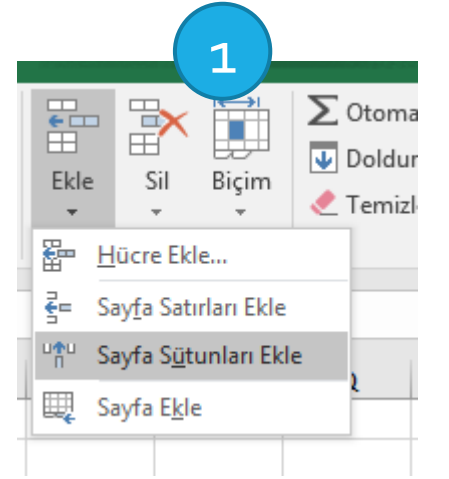 1
Ekle
Sil
Biçim
Otoma
Doldur
Temizl
Hücre Ekle...
Sayfa Satırları Ekle
Sayfa Sütunları Ekle
Sayfa Ekle